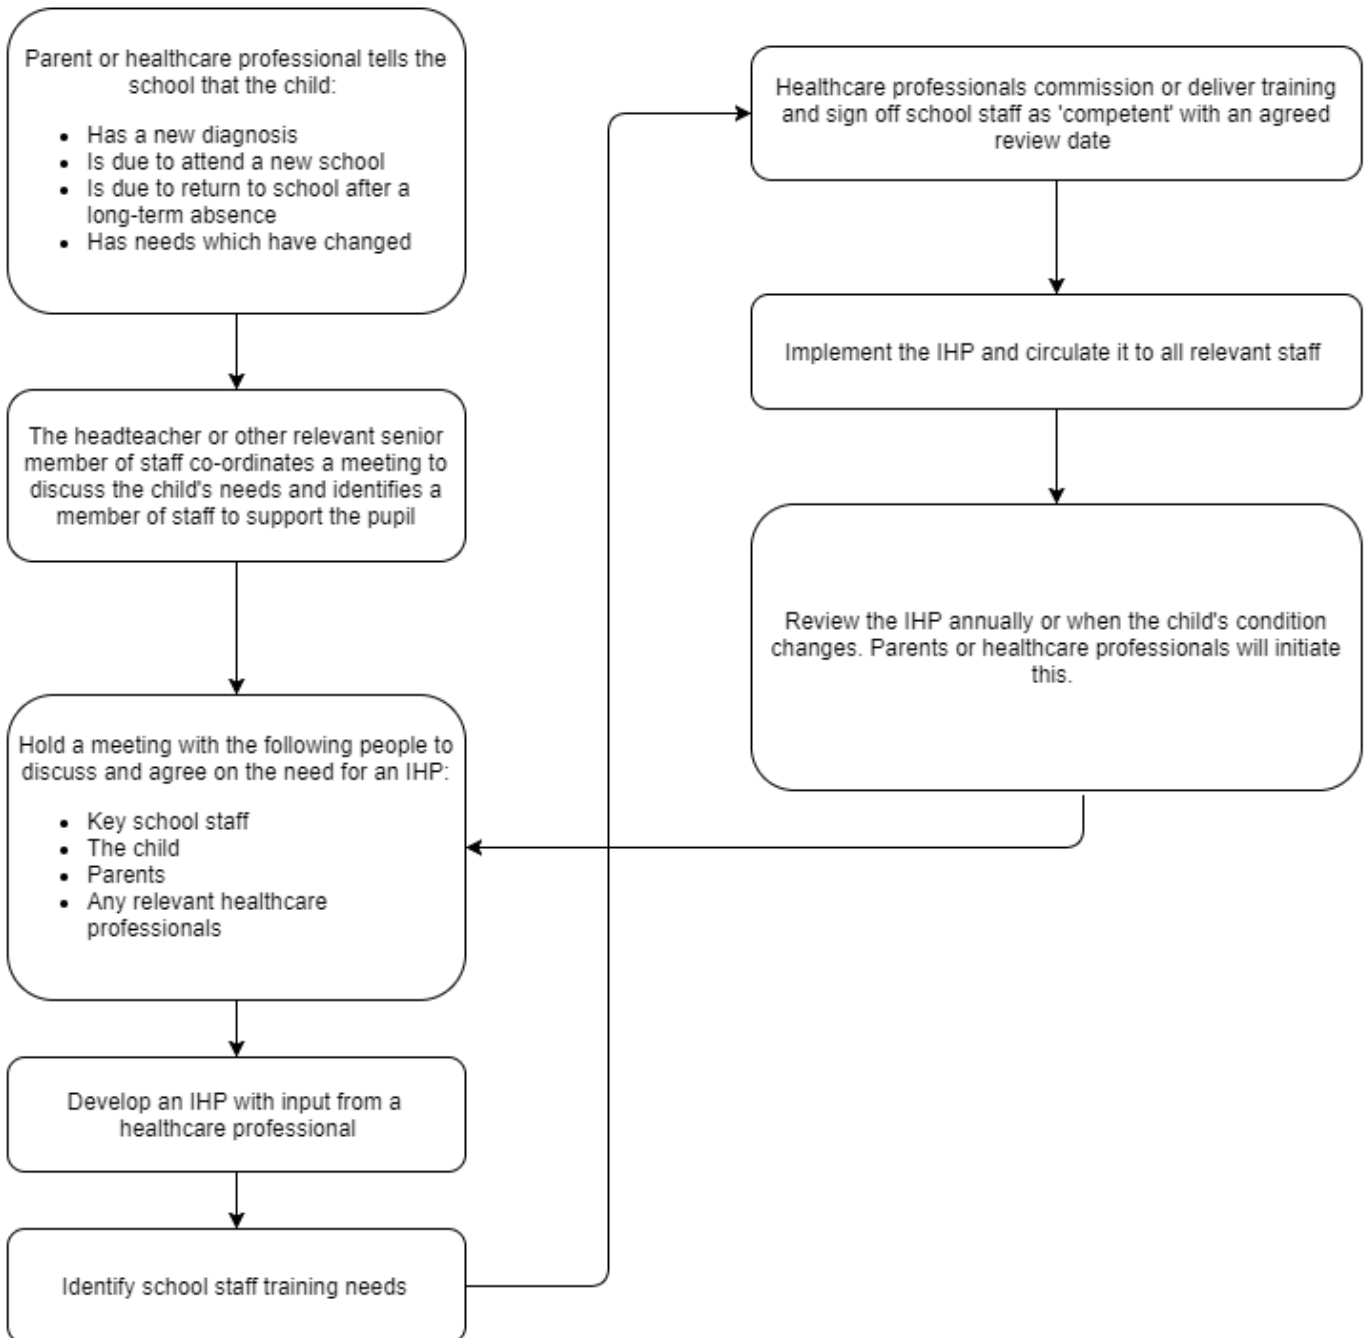 Parent or healthcare professional tells the
school that the child:
• Has a new diagnosis
• Is due to attend a new school
• Is due to return to school after a
long-term absence
• Has needs which have changed
The headteacher or other relevant senior
member of staff co-ordinates a meeting to
discuss the child's needs and identifies a
member of staff to support the pupil
Hold a meeting with the following people to
discuss and agree on the need for an IHP:
• Key school staff
• The child
• Parents
• Any relevant healthcare
professionals
Develop an IHP with input from a
healthcare professional
Identify school staff training needs
Healthcare professionals commission or deliver training
and sign off school staff as 'competent' with an agreed
review date
Implement the IHP and circulate it to all relevant staff
Review the IHP annually or when the child's condition
changes. Parents or healthcare professionals will initiate
this.